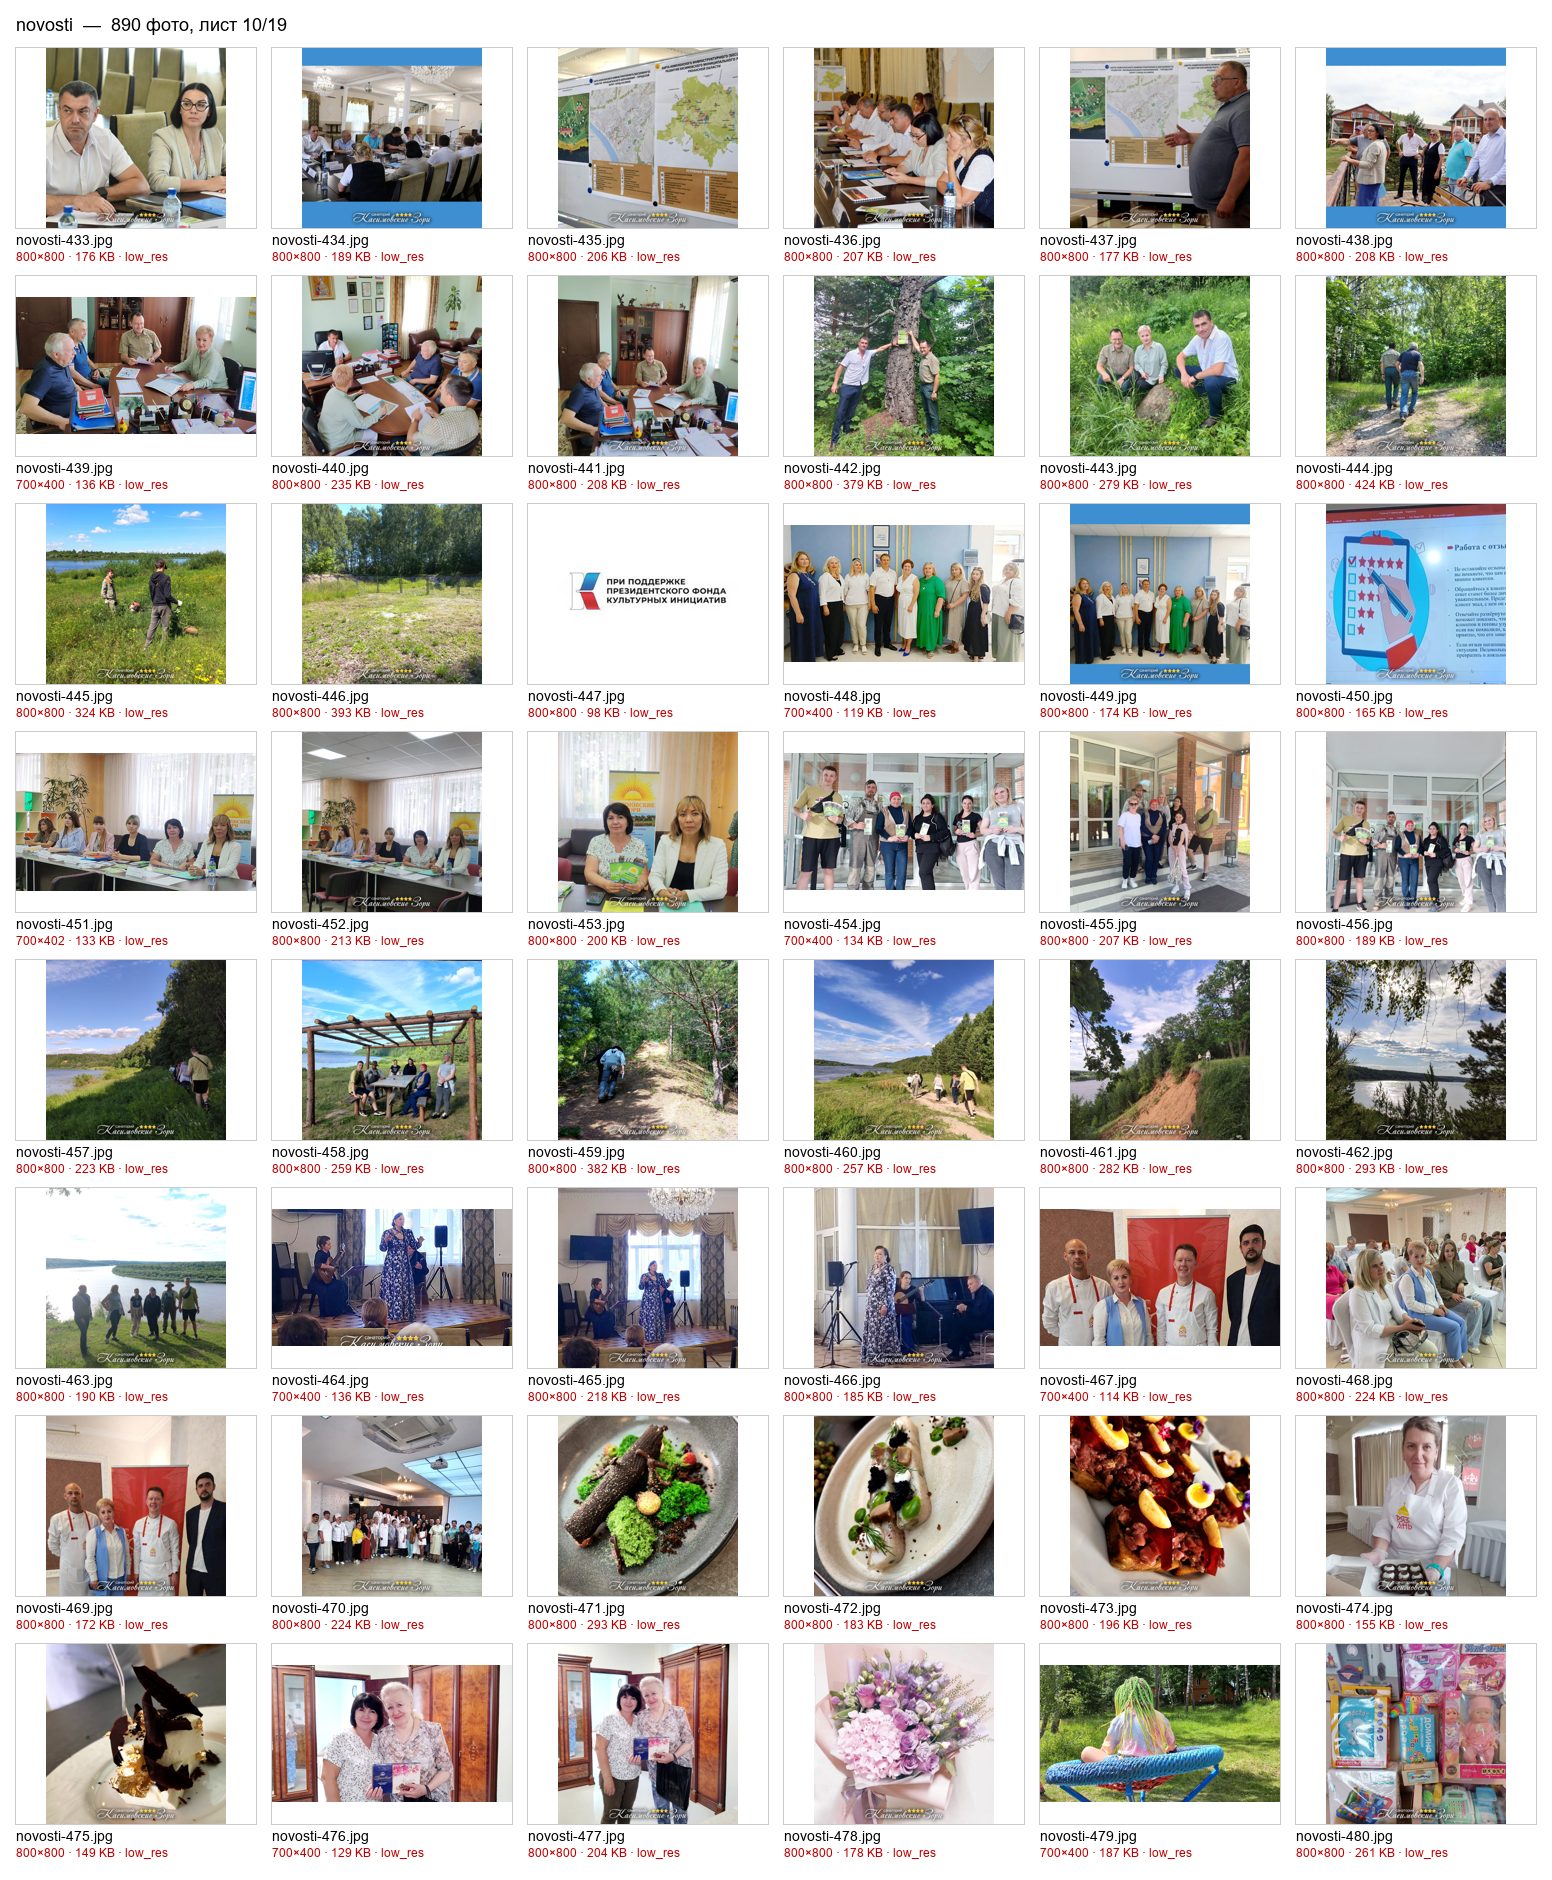 novosti — 890 фото, лист 10/19
novosti-433.jpg
800×800 · 176 KB · low_res
novosti-434.jpg
800×800 · 189 KB · low_res
novosti-435.jpg
800×800 · 206 KB · low_res
novosti-436.jpg
800×800 · 207 KB · low_res
novosti-437.jpg
800×800 · 177 KB · low_res
novosti-438.jpg
800×800 · 208 KB · low_res
novosti-439.jpg
700×400 · 136 KB · low_res
novosti-440.jpg
800×800 · 235 KB · low_res
novosti-441.jpg
800×800 · 208 KB · low_res
novosti-442.jpg
800×800 · 379 KB · low_res
novosti-443.jpg
800×800 · 279 KB · low_res
novosti-444.jpg
800×800 · 424 KB · low_res
ПРИ ПОДДЕРЖКЕ
ПРЕЗИДЕНТСКОГО ФОНДА
КУЛЬТУРНЫХ ИНИЦИАТИВ
Работа с отзы
novosti-445.jpg
800×800 · 324 KB · low_res
novosti-446.jpg
800×800 · 393 KB · low_res
novosti-447.jpg
800×800 · 98 KB · low_res
novosti-448.jpg
700×400 · 119 KB · low_res
novosti-449.jpg
800×800 · 174 KB · low_res
novosti-450.jpg
800×800 · 165 KB · low_res
novosti-451.jpg
700×402 · 133 KB · low_res
novosti-452.jpg
800×800 · 213 KB · low_res
novosti-453.jpg
800×800 · 200 KB · low_res
novosti-454.jpg
700×400 · 134 KB · low_res
novosti-455.jpg
800×800 · 207 KB · low_res
novosti-456.jpg
800×800 · 189 KB · low_res
novosti-457.jpg
800×800 · 223 KB · low_res
novosti-458.jpg
800×800 · 259 KB · low_res
novosti-459.jpg
800×800 · 382 KB · low_res
novosti-460.jpg
800×800 · 257 KB · low_res
novosti-461.jpg
800×800 · 282 KB · low_res
novosti-462.jpg
800×800 · 293 KB · low_res
санаторий
Касимовские Зори
novosti-463.jpg
800×800 · 190 KB · low_res
novosti-464.jpg
700×400 · 136 KB · low_res
novosti-465.jpg
800×800 · 218 KB · low_res
novosti-466.jpg
800×800 · 185 KB · low_res
novosti-467.jpg
700×400 · 114 KB · low_res
novosti-468.jpg
800×800 · 224 KB · low_res
novosti-469.jpg
800×800 · 172 KB · low_res
novosti-470.jpg
800×800 · 224 KB · low_res
novosti-471.jpg
800×800 · 293 KB · low_res
novosti-472.jpg
800×800 · 183 KB · low_res
novosti-473.jpg
800×800 · 196 KB · low_res
novosti-474.jpg
800×800 · 155 KB · low_res
novosti-475.jpg
800×800 · 149 KB · low_res
novosti-476.jpg
700×400 · 129 KB · low_res
novosti-477.jpg
800×800 · 204 KB · low_res
novosti-478.jpg
800×800 · 178 KB · low_res
novosti-479.jpg
700×400 · 187 KB · low_res
novosti-480.jpg
800×800 · 261 KB · low_res